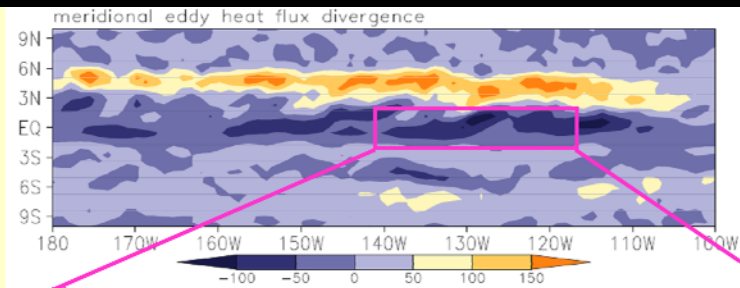 meridional eddy heat flux divergence
9N
6N
3N
EQ
3S
6S
9S
180 170W 160W 150W 140W 130W 120W 110W 100W
-100 -50 0 50 100 150